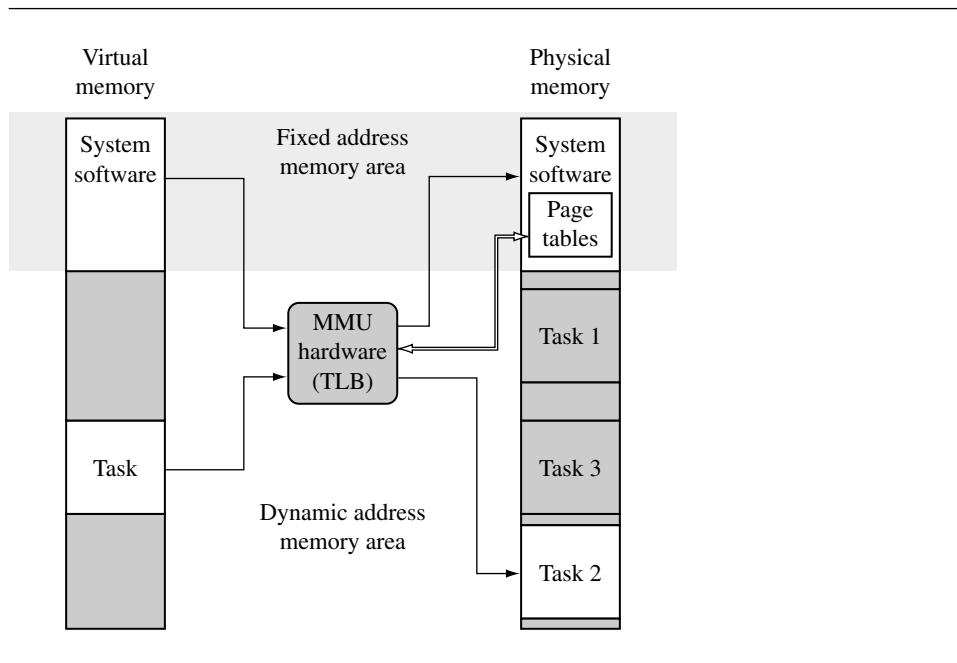 Virtual
memory
Physical
memory
System
software
Fixed address
memory area
System
software
Page
tables
MMU
hardware
(TLB)
Task 1
Task
Task 3
Dynamic address
memory area
Task 2